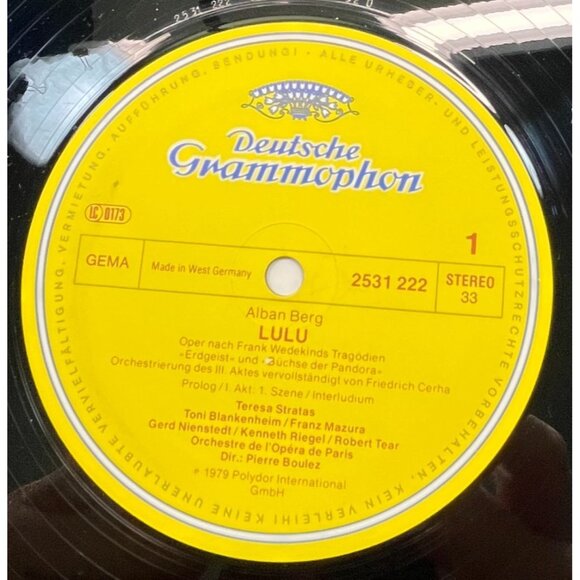 2531 222
ALLE URHEBER- UND LEISTUNGSSCHUTZRECHTE VORBEHALTEN. KEIN VERLEIH! KEINE UNERLAUBTE VERVIELFÄLTIGUNG, VERMIETUNG, AUFFÜHRUNG, SENDUNG!
Deutsche
Grammophon
LC 0173
1
GEMA
Made in West Germany
2531 222
STEREO
33
Alban Berg
LULU
Oper nach Frank Wedekinds Tragödien
»Erdgeist« und »Büchse der Pandora«
Orchestrierung des III. Aktes vervollständigt von Friedrich Cerha
Prolog / I. Akt: 1. Szene / Interludium
Teresa Stratas
Toni Blankenheim / Franz Mazura
Gerd Nienstedt / Kenneth Riegel / Robert Tear
Orchestre de l'Opéra de Paris
Dir.: Pierre Boulez
℗ 1979 Polydor International
GmbH